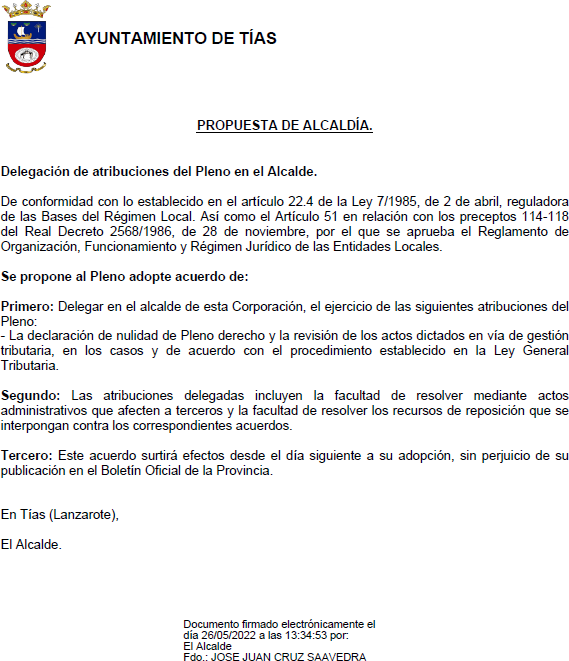 AYUNTAMIENTO DE TÍAS
PROPUESTA DE ALCALDÍA.
Delegación de atribuciones del Pleno en el Alcalde.
De conformidad con lo establecido en el artículo 22.4 de la Ley 7/1985, de 2 de abril, reguladora
de las Bases del Régimen Local. Así como el Artículo 51 en relación con los preceptos 114-118
del Real Decreto 2568/1986, de 28 de noviembre, por el que se aprueba el Reglamento de
Organización, Funcionamiento y Régimen Jurídico de las Entidades Locales.
Se propone al Pleno adopte acuerdo de:
Primero: Delegar en el alcalde de esta Corporación, el ejercicio de las siguientes atribuciones del
Pleno:
- La declaración de nulidad de Pleno derecho y la revisión de los actos dictados en vía de gestión
tributaria, en los casos y de acuerdo con el procedimiento establecido en la Ley General
Tributaria.
Segundo: Las atribuciones delegadas incluyen la facultad de resolver mediante actos
administrativos que afecten a terceros y la facultad de resolver los recursos de reposición que se
interpongan contra los correspondientes acuerdos.
Tercero: Este acuerdo surtirá efectos desde el día siguiente a su adopción, sin perjuicio de su
publicación en el Boletín Oficial de la Provincia.
En Tías (Lanzarote),
El Alcalde.
Documento firmado electrónicamente el
día 26/05/2022 a las 13:34:53 por:
El Alcalde
Fdo.: JOSE JUAN CRUZ SAAVEDRA